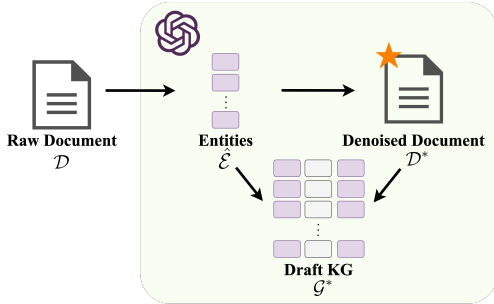 Raw Document
𝒟
Entities
ℰ̂
Denoised Document
𝒟*
Draft KG
𝒢*